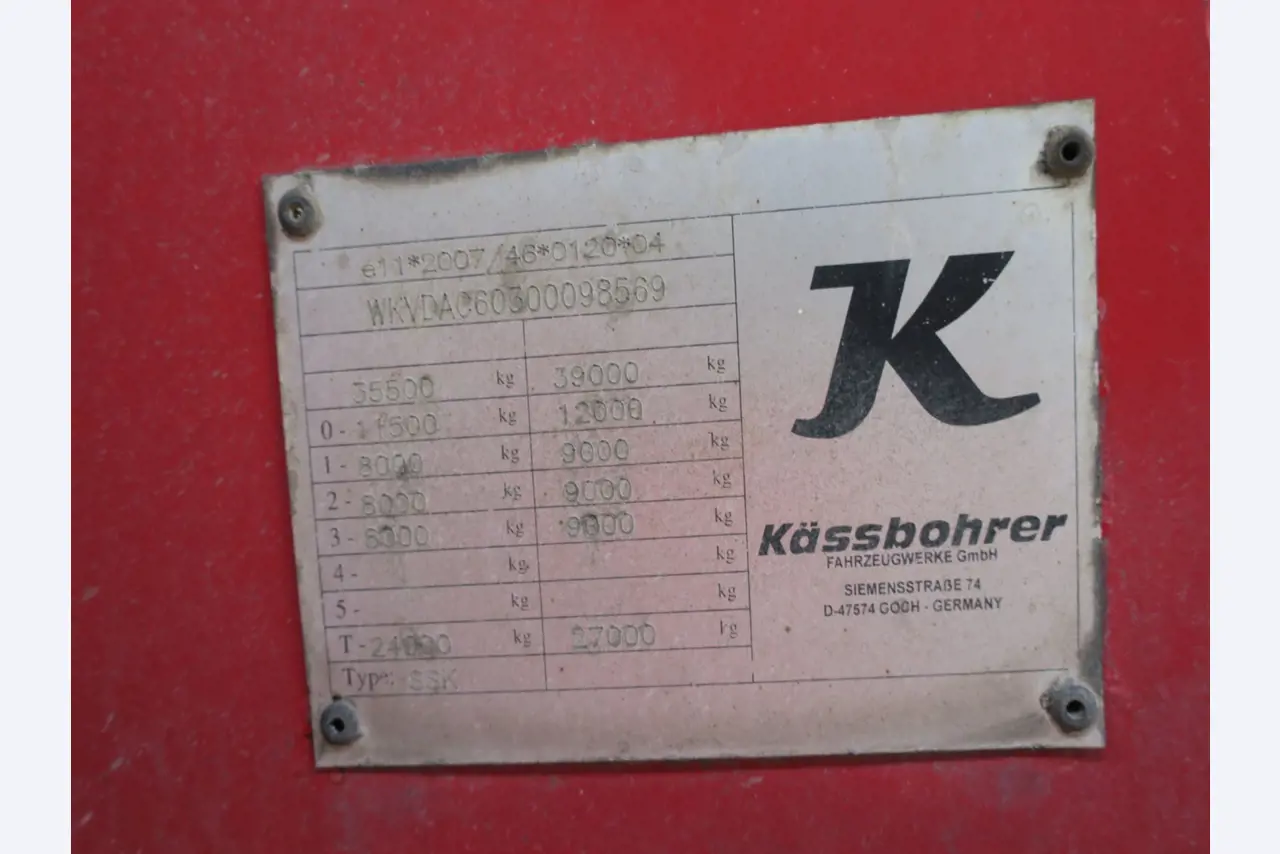 e11*2007/46*0120*04
WKVDAC60300098569
35500 kg 39000 kg
0 - 11500 kg 12000 kg
1 - 8000 kg 9000 kg
2 - 8000 kg 9000 kg
3 - 8000 kg 9000 kg
4 - kg kg
5 - kg kg
T - 24000 kg 27000 kg
Type: SSK
K
Kässbohrer
FAHRZEUGWERKE GmbH
SIEMENSSTRAßE 74
D-47574 GOCH - GERMANY